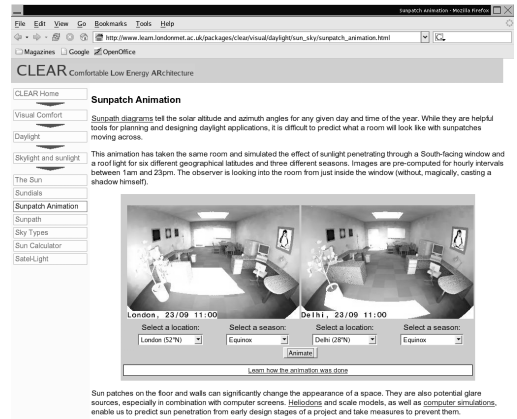 Sunpatch Animation - Mozilla Firefox
File Edit View Go Bookmarks Tools Help
http://www.learn.londonmet.ac.uk/packages/clear/visual/daylight/sun_sky/sunpatch_animation.html
Magazines Google OpenOffice
CLEAR Comfortable Low Energy ARchitecture
CLEAR Home
Visual Comfort
Daylight
Skylight and sunlight
The Sun
Sundials
Sunpatch Animation
Sunpath
Sky Types
Sun Calculator
Satel-Light
Sunpatch Animation
Sunpath diagrams tell the solar altitude and azimuth angles for any given day and time of the year. While they are helpful
tools for planning and designing daylight applications, it is difficult to predict what a room will look like with sunpatches
moving across.
This animation has taken the same room and simulated the effect of sunlight penetrating through a South-facing window and
a roof light for six different geographical latitudes and three different seasons. Images are pre-computed for hourly intervals
between 1am and 23pm. The observer is looking into the room from just inside the window (without, magically, casting a
shadow himself).
London, 23/09 11:00 Delhi, 23/09 11:00
Select a location: Select a season: Select a location: Select a season:
London (52°N) Equinox Delhi (28°N) Equinox
Animate
Learn how the animation was done
Sun patches on the floor and walls can significantly change the appearance of a space. They are also potential glare
sources, especially in combination with computer screens. Heliodons and scale models, as well as computer simulations,
enable us to predict sun penetration from early design stages of a project and take measures to prevent them.